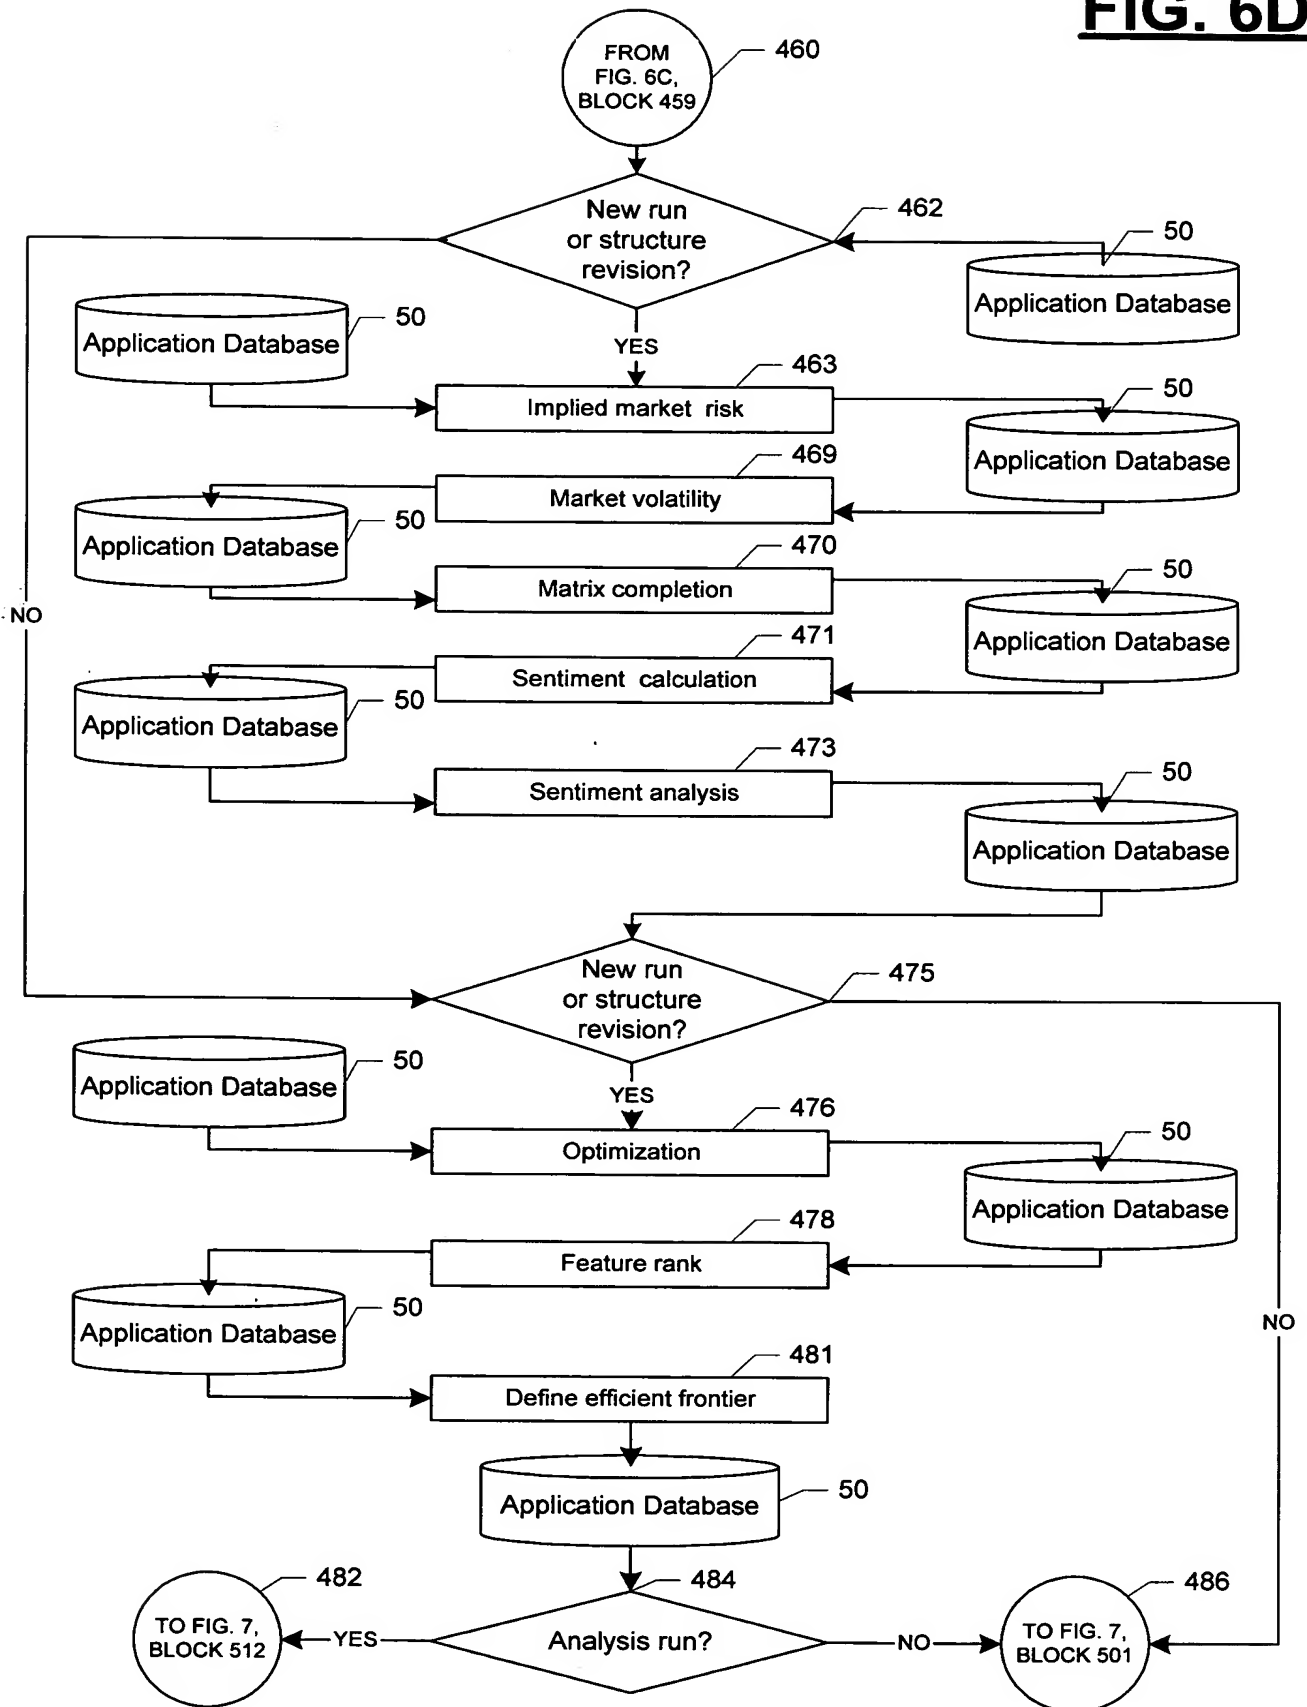 FIG. 6D
FROM
FIG. 6C,
BLOCK 459
460
New run
or structure
revision?
462
50
Application Database
50
Application Database
YES
463
Implied market risk
50
Application Database
469
Market volatility
50
Application Database
470
Matrix completion
50
Application Database
NO
471
Sentiment calculation
50
Application Database
473
Sentiment analysis
50
Application Database
New run
or structure
revision?
475
50
Application Database
YES
476
Optimization
50
Application Database
478
Feature rank
50
Application Database
NO
481
Define efficient frontier
50
Application Database
482
TO FIG. 7,
BLOCK 512
YES
484
Analysis run?
NO
486
TO FIG. 7,
BLOCK 501